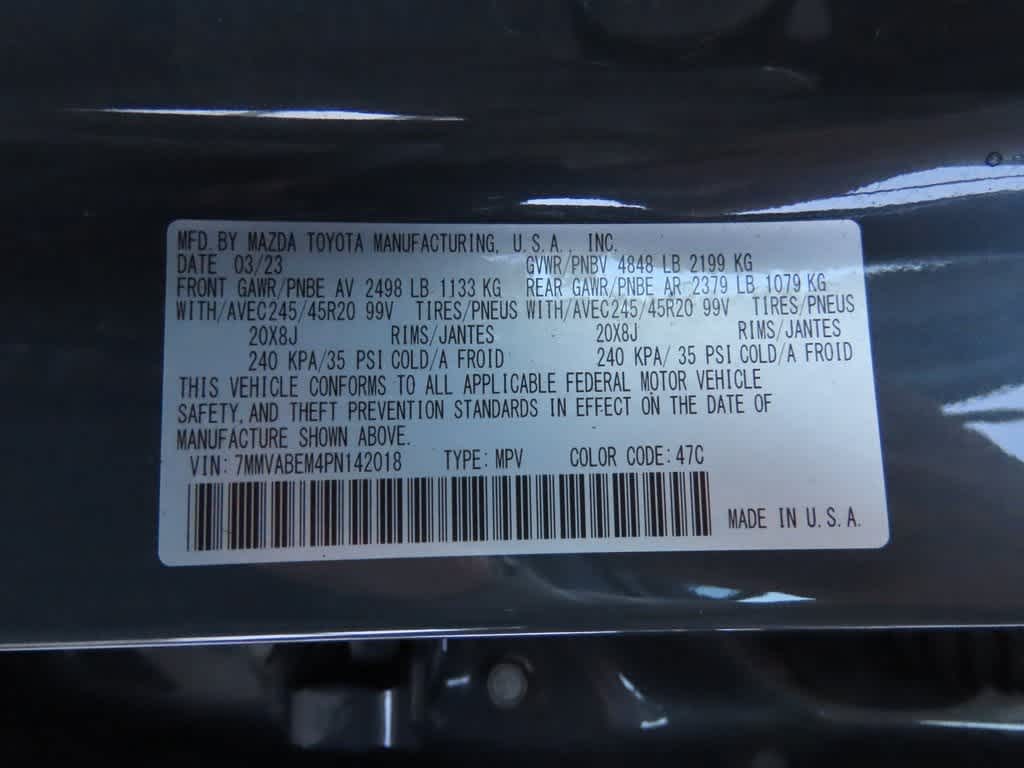 MFD. BY MAZDA TOYOTA MANUFACTURING, U.S.A., INC.
DATE 03/23 GVWR/PNBV 4848 LB 2199 KG
FRONT GAWR/PNBE AV 2498 LB 1133 KG REAR GAWR/PNBE AR 2379 LB 1079 KG
WITH/AVEC245/45R20 99V TIRES/PNEUS WITH/AVEC245/45R20 99V TIRES/PNEUS
20X8J RIMS/JANTES 20X8J RIMS/JANTES
240 KPA/35 PSI COLD/A FROID 240 KPA/35 PSI COLD/A FROID
THIS VEHICLE CONFORMS TO ALL APPLICABLE FEDERAL MOTOR VEHICLE
SAFETY, AND THEFT PREVENTION STANDARDS IN EFFECT ON THE DATE OF
MANUFACTURE SHOWN ABOVE.
VIN: 7MMVABEM4PN142018 TYPE: MPV COLOR CODE: 47C
MADE IN U.S.A.